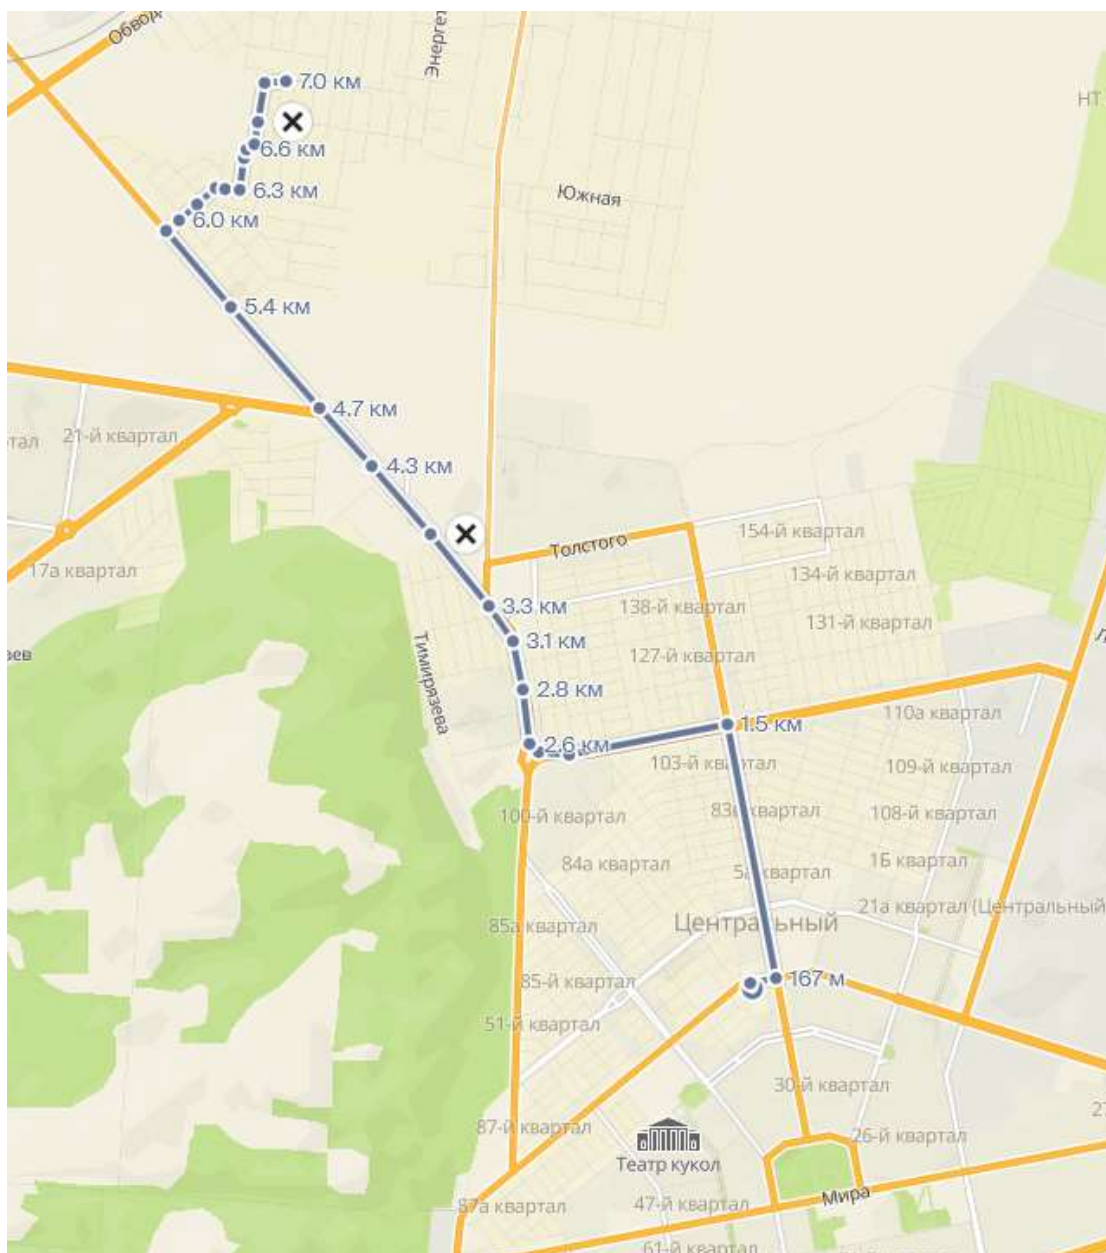 Обвод
Энергет
7.0 км
НТ
6.6 км
Южная
6.3 км
6.0 км
5.4 км
4.7 км
21-й квартал
4.3 км
17а квартал
Толстого
154-й квартал
134-й квартал
3.3 км
138-й квартал
131-й квартал
3.1 км
127-й квартал
Тимирязева
2.8 км
110а квартал
1.5 км
2.6 км
103-й квартал
109-й квартал
100-й квартал
108-й квартал
84а квартал
1Б квартал
21а квартал (Центральный
Центральный
85а квартал
85-й квартал
167 м
51-й квартал
30-й квартал
87-й квартал
26-й квартал
Театр кукол
87а квартал
47-й квартал
Мира
61-й квартал